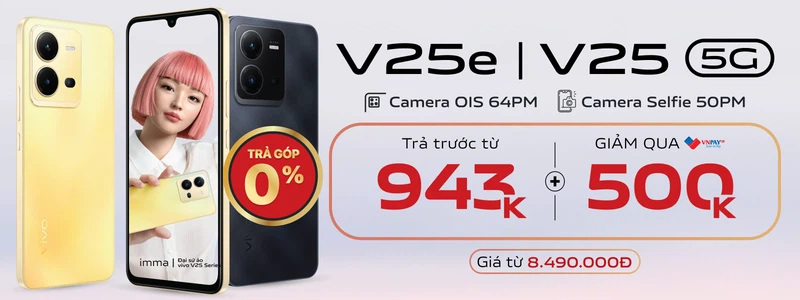 vivo
imma | Đại sứ ảo
vivo V25 Series
TRẢ GÓP
0%
V25e | V25 5G
Camera OIS 64PM
Camera Selfie 50PM
Trả trước từ
943K
+
GIẢM QUA VNPAY
500K
Giá từ 8.490.000Đ